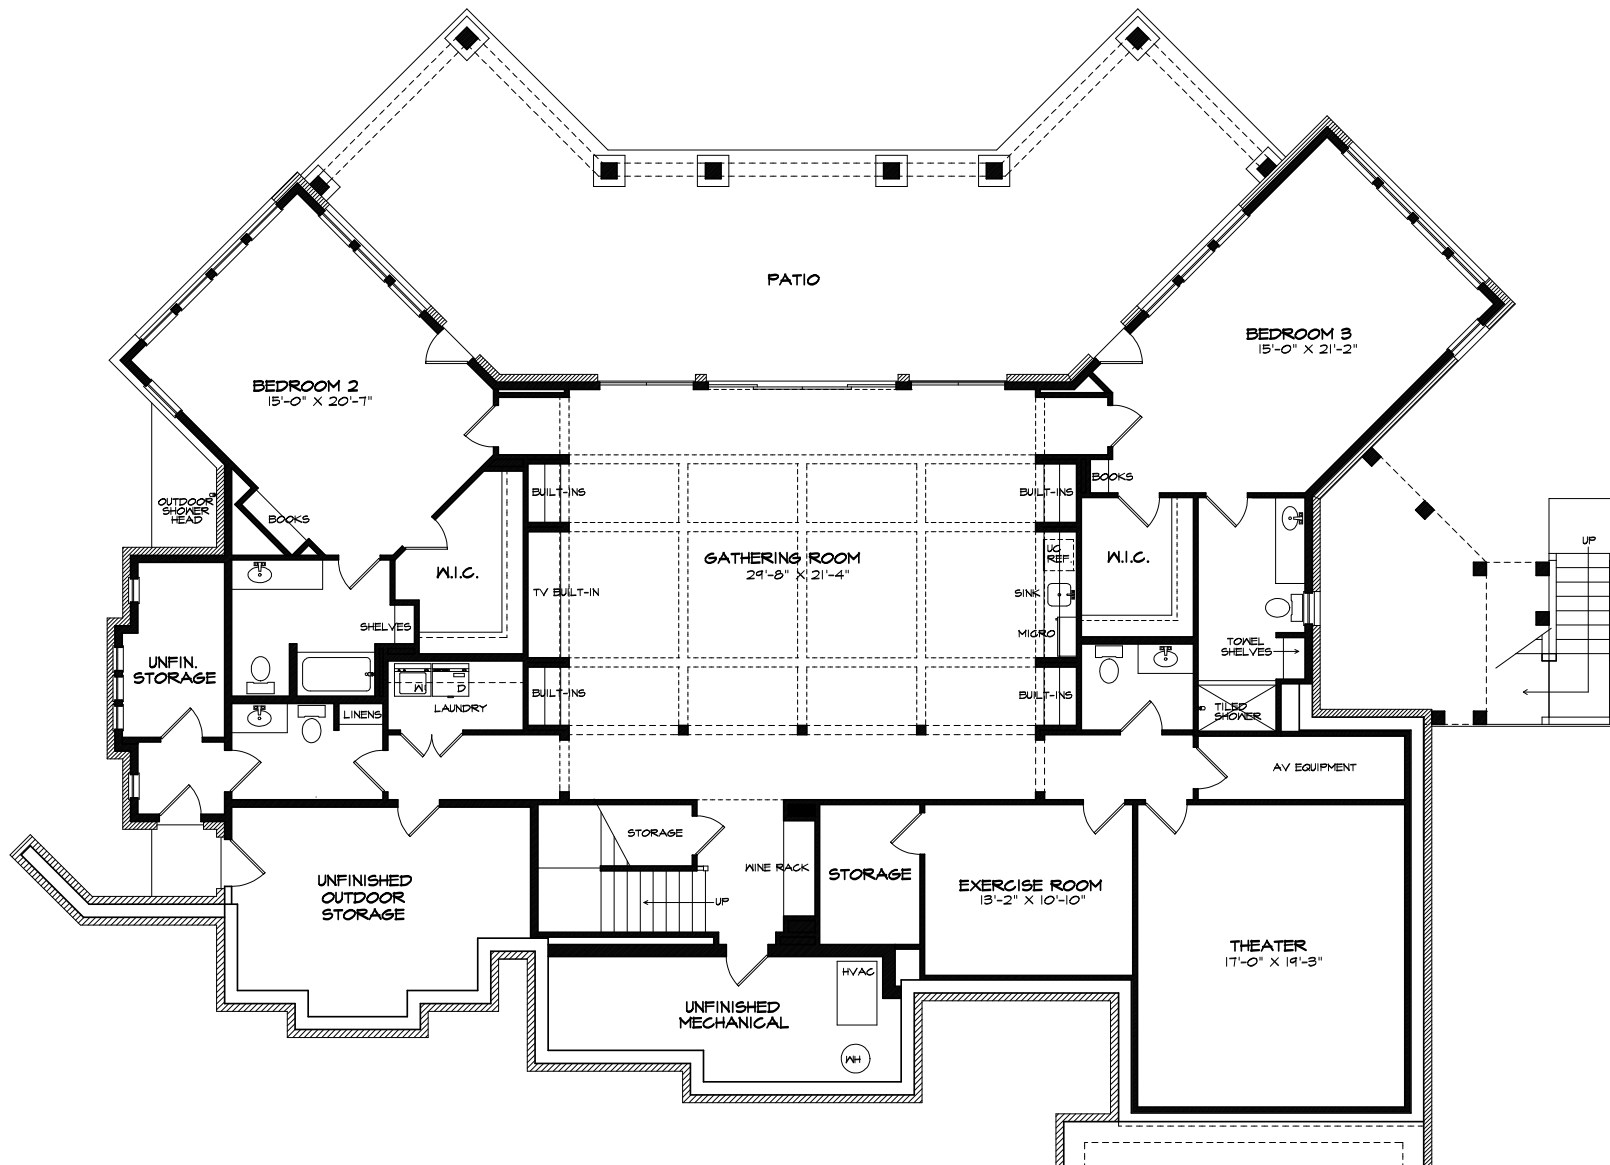 PATIO
BEDROOM 3
15'-0" X 21'-2"
BEDROOM 2
15'-0" X 20'-7"
BOOKS
BUILT-INS
BUILT-INS
OUTDOOR
SHOWER
HEAD
BOOKS
UP
UC
REF.
GATHERING ROOM
29'-8" X 21'-4"
W.I.C.
W.I.C.
TV BUILT-IN
SINK
SHELVES
MICRO
TOWEL
SHELVES
UNFIN.
STORAGE
W
D
BUILT-INS
BUILT-INS
LAUNDRY
LINENS
TILED
SHOWER
AV EQUIPMENT
STORAGE
WINE RACK
STORAGE
UNFINISHED
OUTDOOR
STORAGE
UP
EXERCISE ROOM
13'-2" X 10'-10"
THEATER
17'-0" X 19'-3"
HVAC
UNFINISHED
MECHANICAL
WH